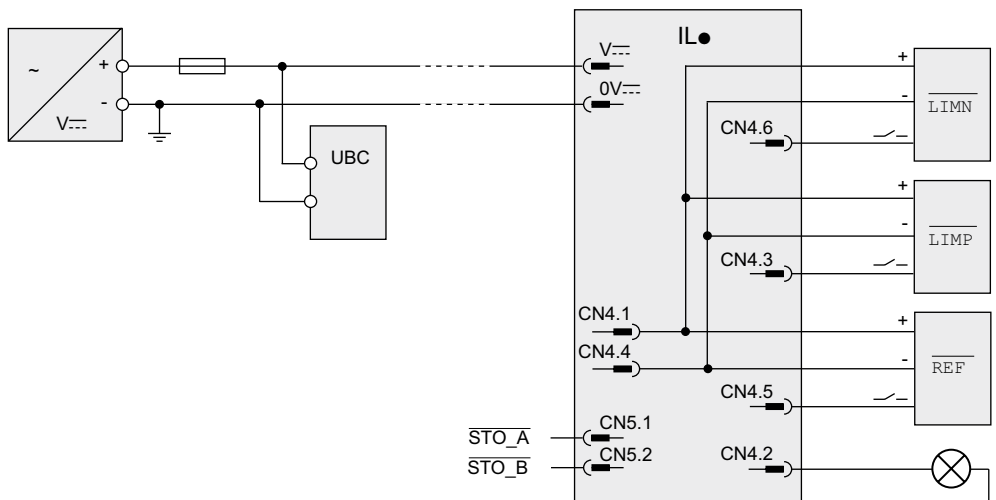 ~
V⎓
+
-
UBC
IL●
V⎓
0V⎓
CN4.6
+
-
LIMN
CN4.3
+
-
LIMP
CN4.1
CN4.4
CN4.5
+
-
REF
STO_A
CN5.1
STO_B
CN5.2
CN4.2